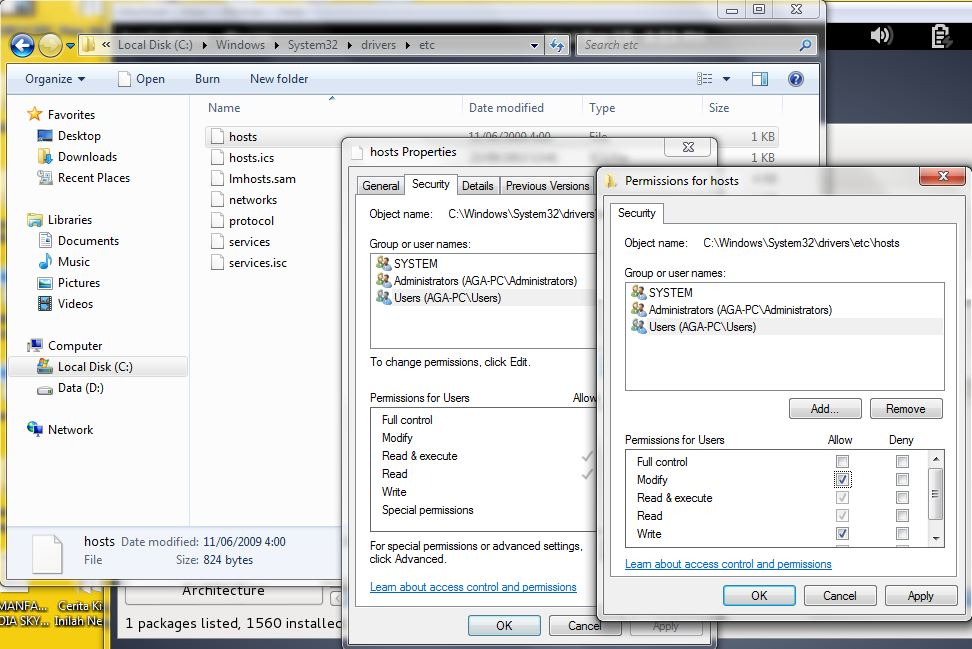 « Local Disk (C:) Windows System32 drivers etc
Search etc
Organize Open Burn New folder
Name Date modified Type Size
Favorites
Desktop
Downloads
Recent Places
Libraries
Documents
Music
Pictures
Videos
Computer
Local Disk (C:)
Data (D:)
Network
hosts 11/06/2009 4:00 File 1 KB
hosts.ics 1 KB
lmhosts.sam
networks
protocol
services
services.isc
hosts Date modified: 11/06/2009 4:00
File Size: 824 bytes
hosts Properties
General Security Details Previous Versions
Object name: C:\Windows\System32\drivers
Group or user names:
SYSTEM
Administrators (AGA-PC\Administrators)
Users (AGA-PC\Users)
To change permissions, click Edit.
Permissions for Users Allow
Full control
Modify
Read & execute
Read
Write
Special permissions
For special permissions or advanced settings,
click Advanced.
Learn about access control and permissions
OK Cancel Apply
Permissions for hosts
Security
Object name: C:\Windows\System32\drivers\etc\hosts
Group or user names:
SYSTEM
Administrators (AGA-PC\Administrators)
Users (AGA-PC\Users)
Add... Remove
Permissions for Users Allow Deny
Full control
Modify
Read & execute
Read
Write
Learn about access control and permissions
OK Cancel Apply
Architecture
1 packages listed, 1560 installed
MANFA... Cerita Ki
DIA SKY... Inilah Ne